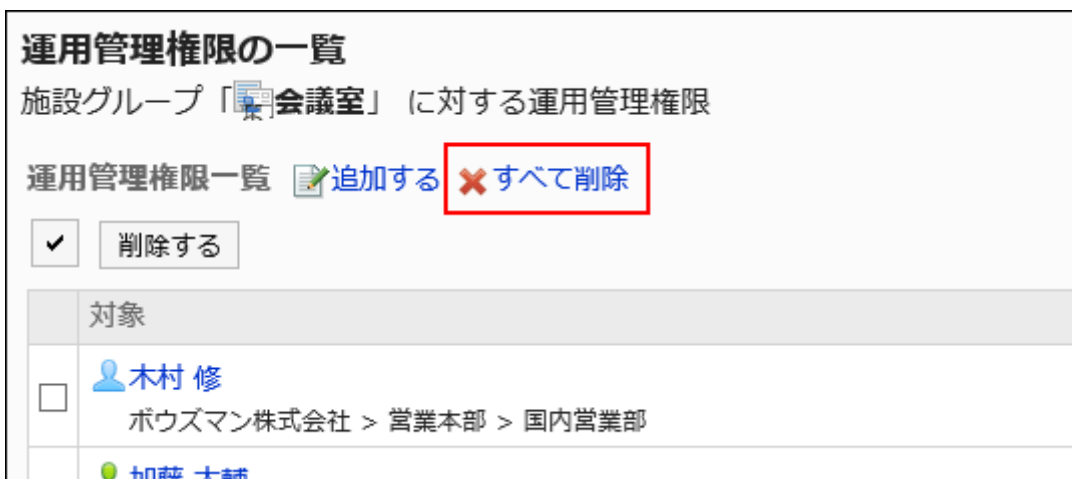 運用管理権限の一覧
施設グループ「会議室」 に対する運用管理権限
運用管理権限一覧 追加する すべて削除
削除する
対象
木村 修
ボウズマン株式会社 > 営業本部 > 国内営業部